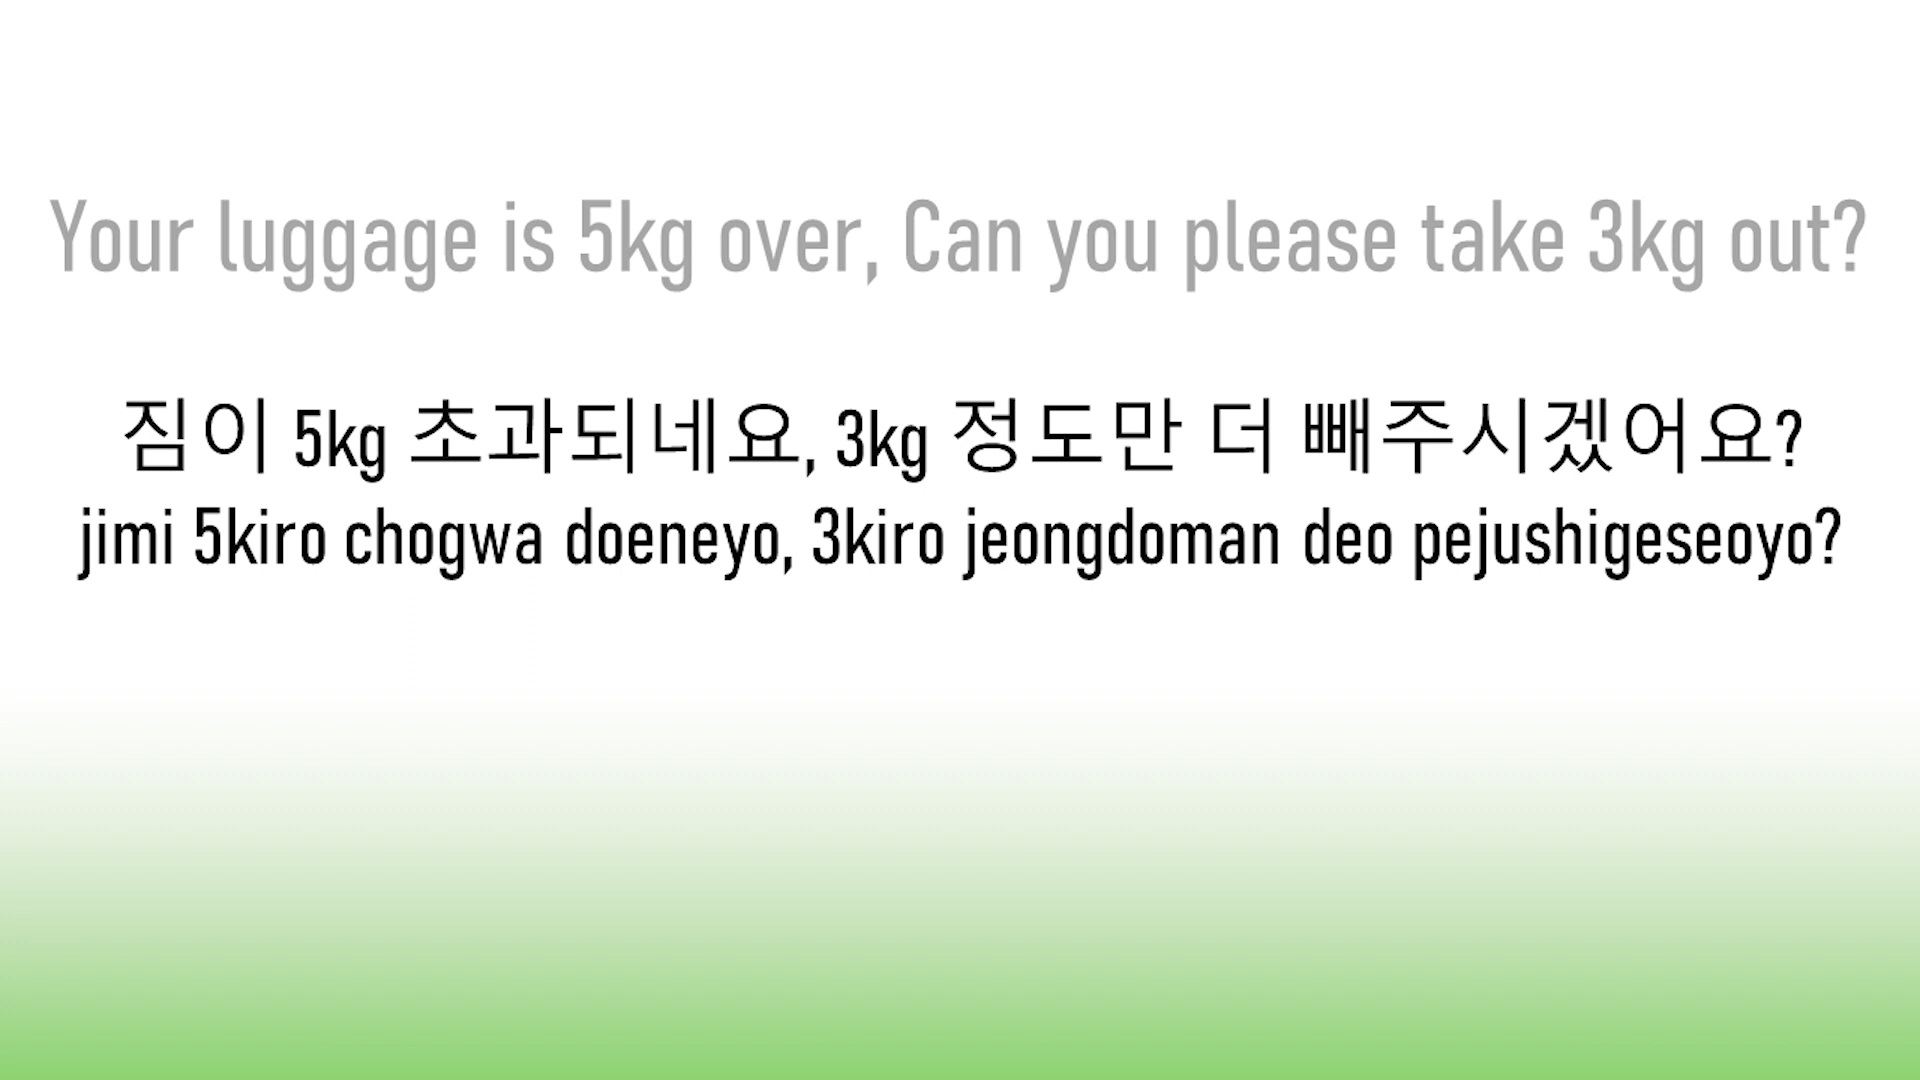 Your luggage is 5kg over, Can you please take 3kg out?
짐이 5kg 초과되네요, 3kg 정도만 더 빼주시겠어요?
jimi 5kiro chogwa doeneyo, 3kiro jeongdoman deo pejushigeseoyo?